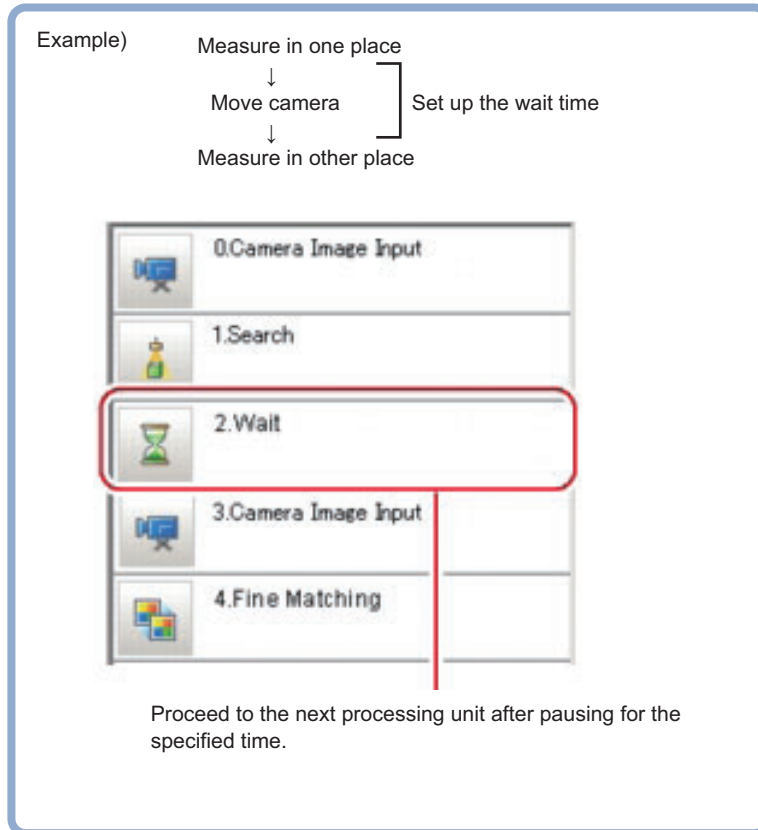 Example)
Measure in one place
↓
Move camera
Set up the wait time
↓
Measure in other place
0.Camera Image Input
1.Search
2.Wait
3.Camera Image Input
4.Fine Matching
Proceed to the next processing unit after pausing for the
specified time.